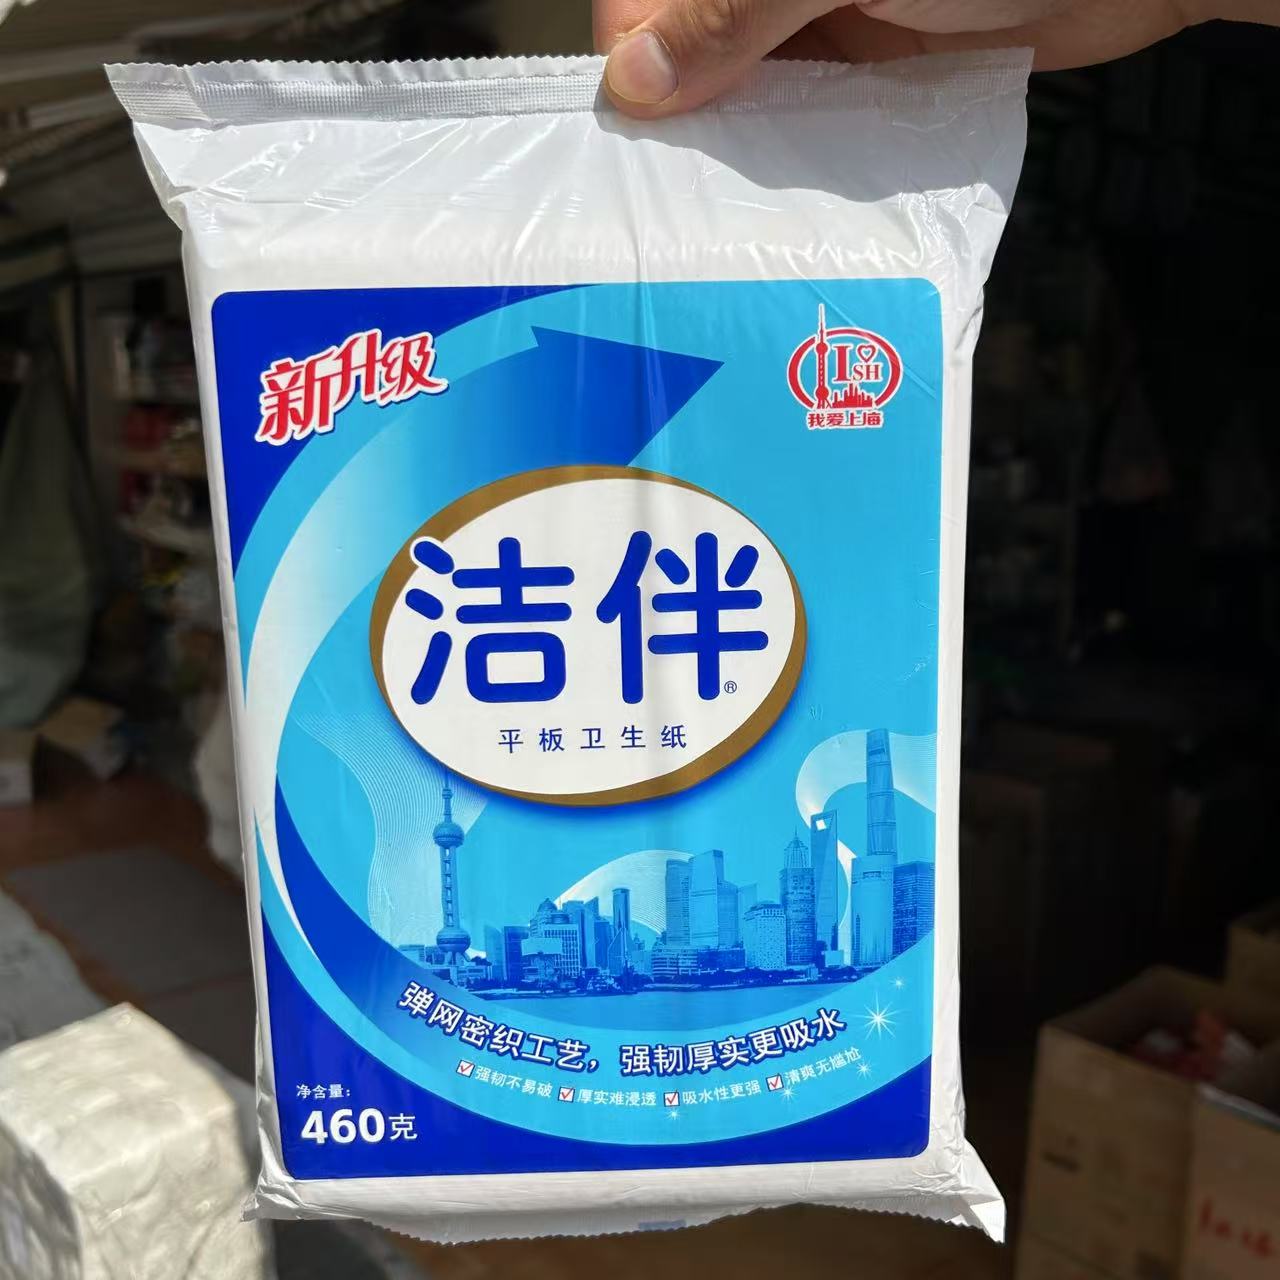 新升级
I SH
我爱上海
洁伴®
平板卫生纸
弹网密织工艺，强韧厚实更吸水
强韧不易破 厚实难浸透 吸水性更强 清爽无尴尬
净含量：
460克